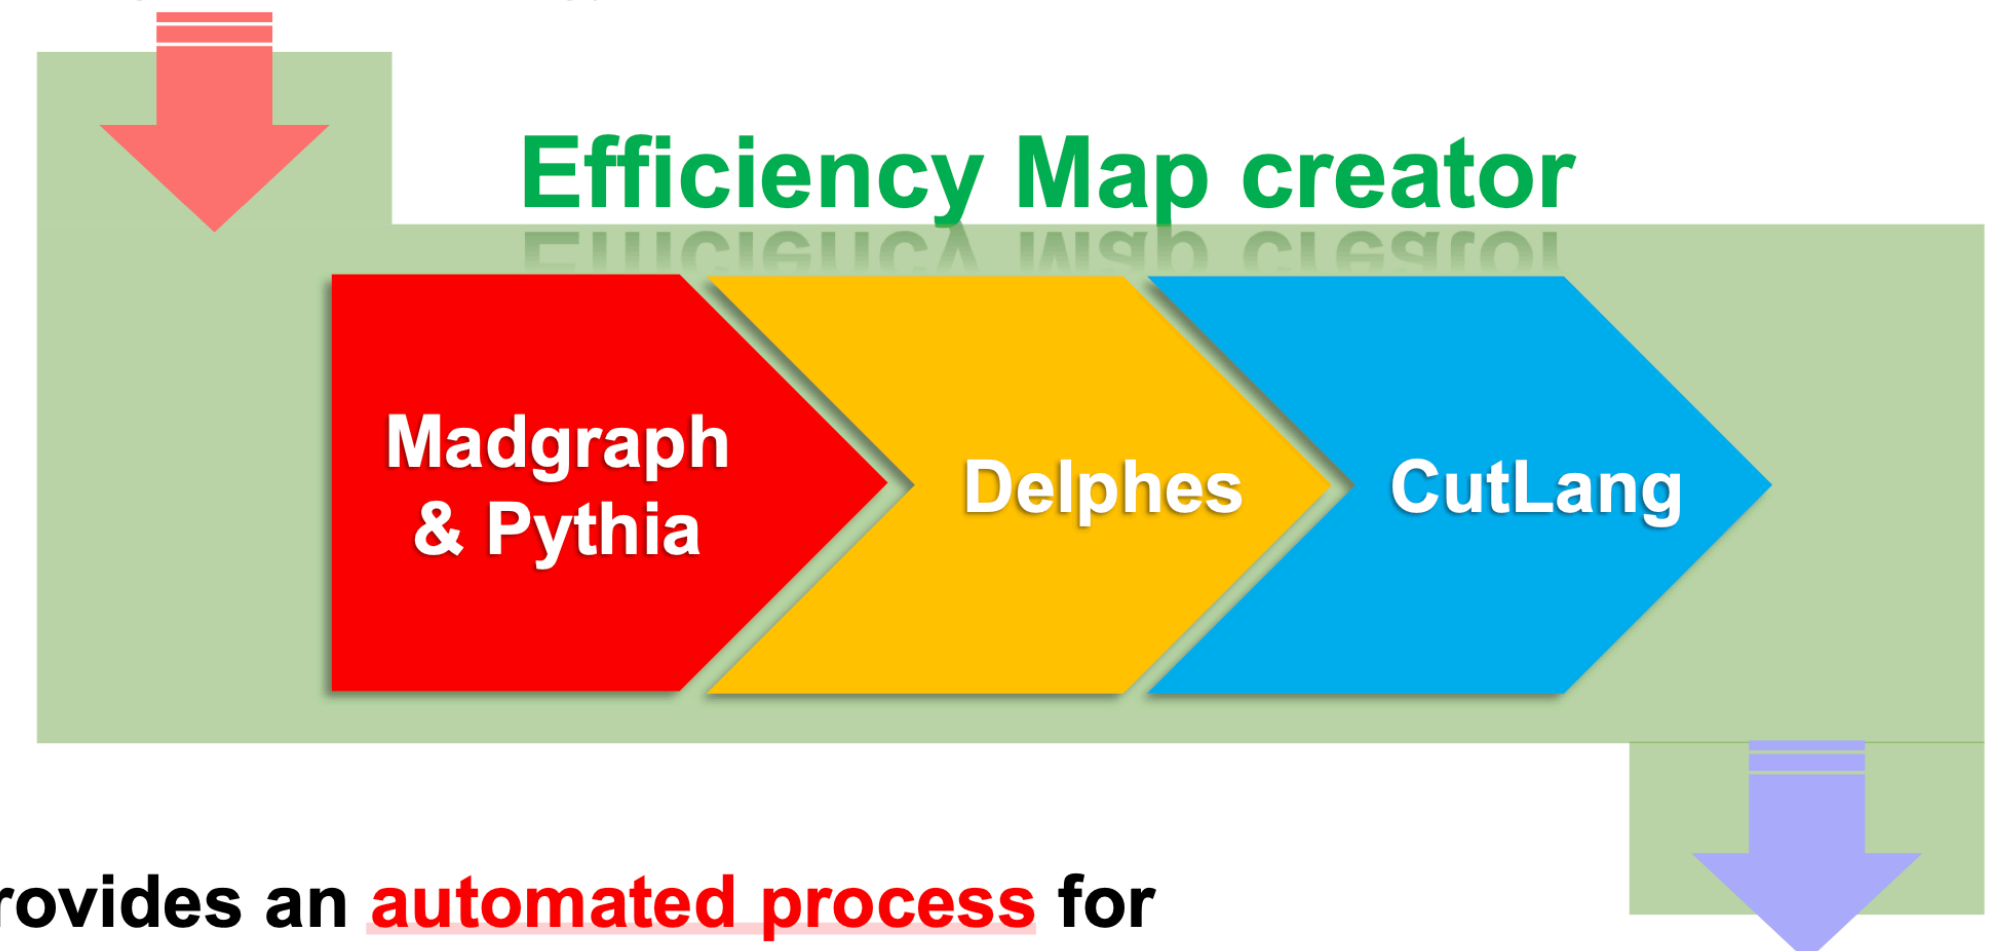 Efficiency Map creator
Madgraph
& Pythia
Delphes
CutLang
rovides an automated process for